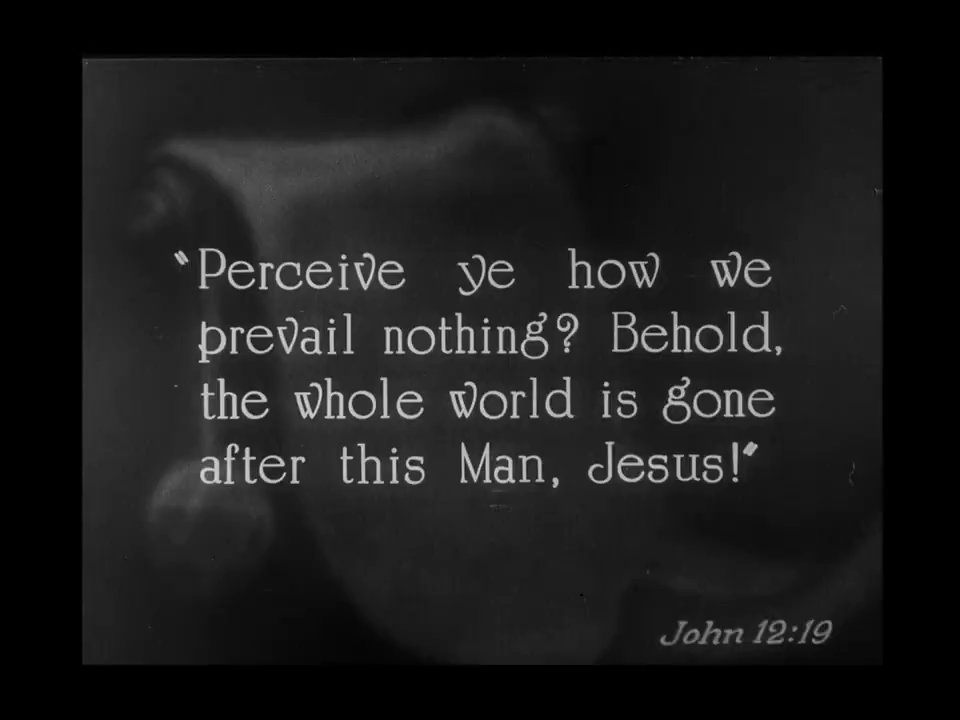 "Perceive ye how we
prevail nothing? Behold,
the whole world is gone
after this Man, Jesus!"
John 12:19